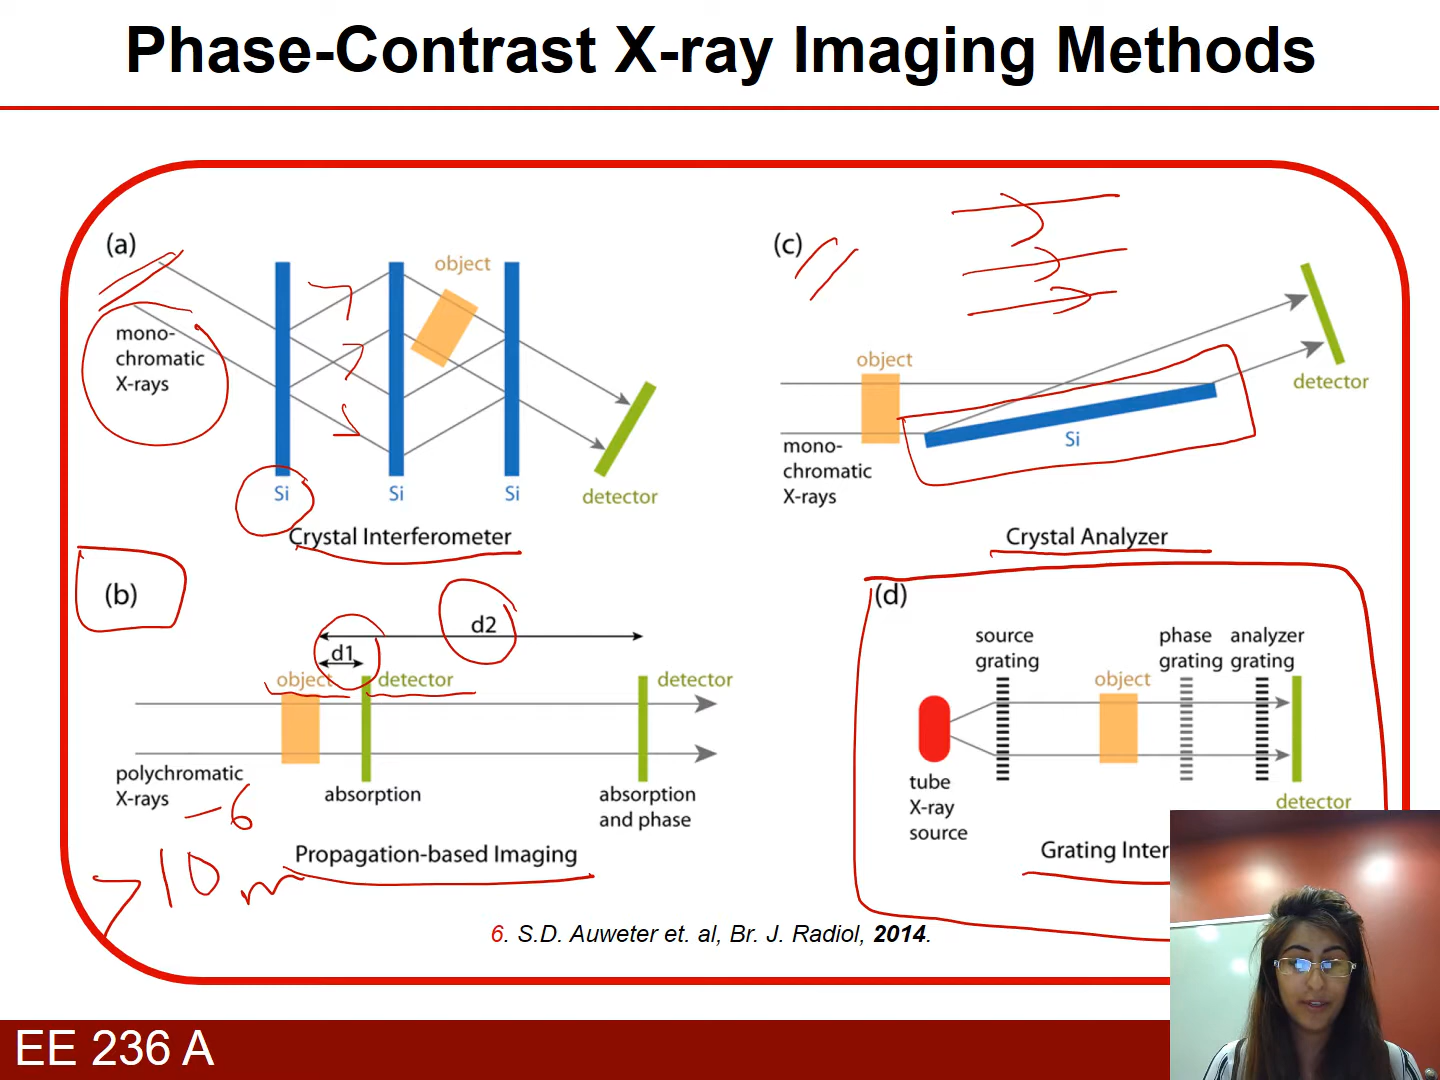 Phase-Contrast X-ray Imaging Methods
(a)
object
mono-
chromatic
X-rays
Si
Si
Si
detector
Crystal Interferometer
(c)
object
detector
Si
mono-
chromatic
X-rays
Crystal Analyzer
(b)
d2
d1
object
detector
detector
polychromatic
X-rays
absorption
absorption
and phase
-6
> 10 m
Propagation-based Imaging
(d)
source
grating
phase
grating
analyzer
grating
object
tube
X-ray
source
detector
Grating Inter
6. S.D. Auweter et. al, Br. J. Radiol, 2014.
EE 236 A